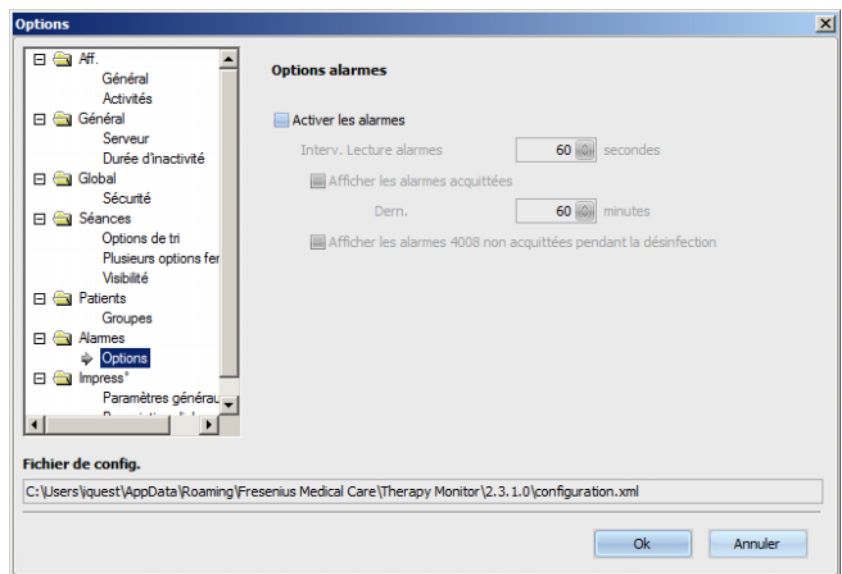 Options
Aff.
Général
Activités
Général
Serveur
Durée d'inactivité
Global
Sécurité
Séances
Options de tri
Plusieurs options fer
Visibilité
Patients
Groupes
Alarmes
Options
Impress°
Paramètres générau
Options alarmes
Activer les alarmes
Interv. Lecture alarmes 60 secondes
Afficher les alarmes acquittées
Dern. 60 minutes
Afficher les alarmes 4008 non acquittées pendant la désinfection
Fichier de config.
C:\Users\iquest\AppData\Roaming\Fresenius Medical Care\Therapy Monitor\2.3.1.0\configuration.xml
Ok Annuler